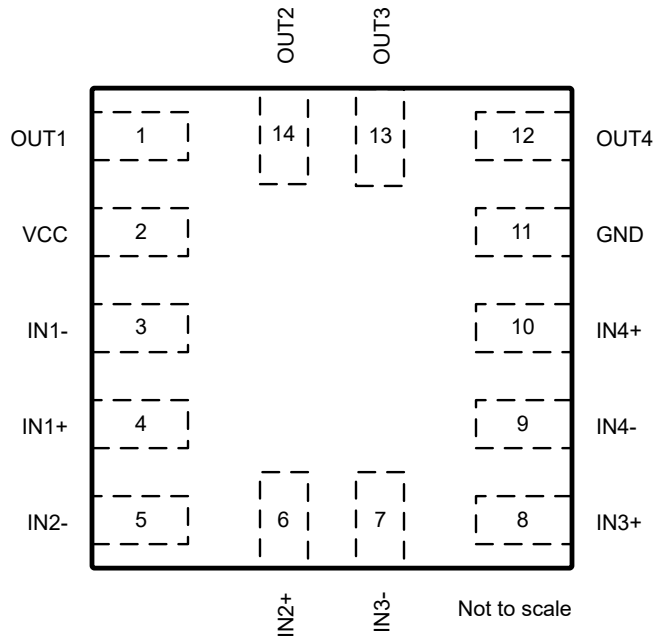 OUT2
OUT3
OUT1
1
14
13
12
OUT4
VCC
2
11
GND
IN1-
3
10
IN4+
IN1+
4
9
IN4-
IN2-
5
6
7
8
IN3+
IN2+
IN3-
Not to scale